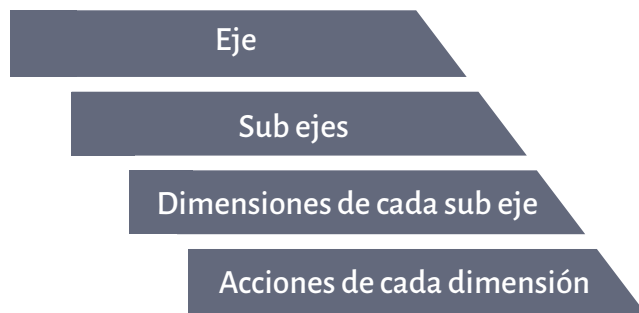 Eje
Sub ejes
Dimensiones de cada sub eje
Acciones de cada dimensión